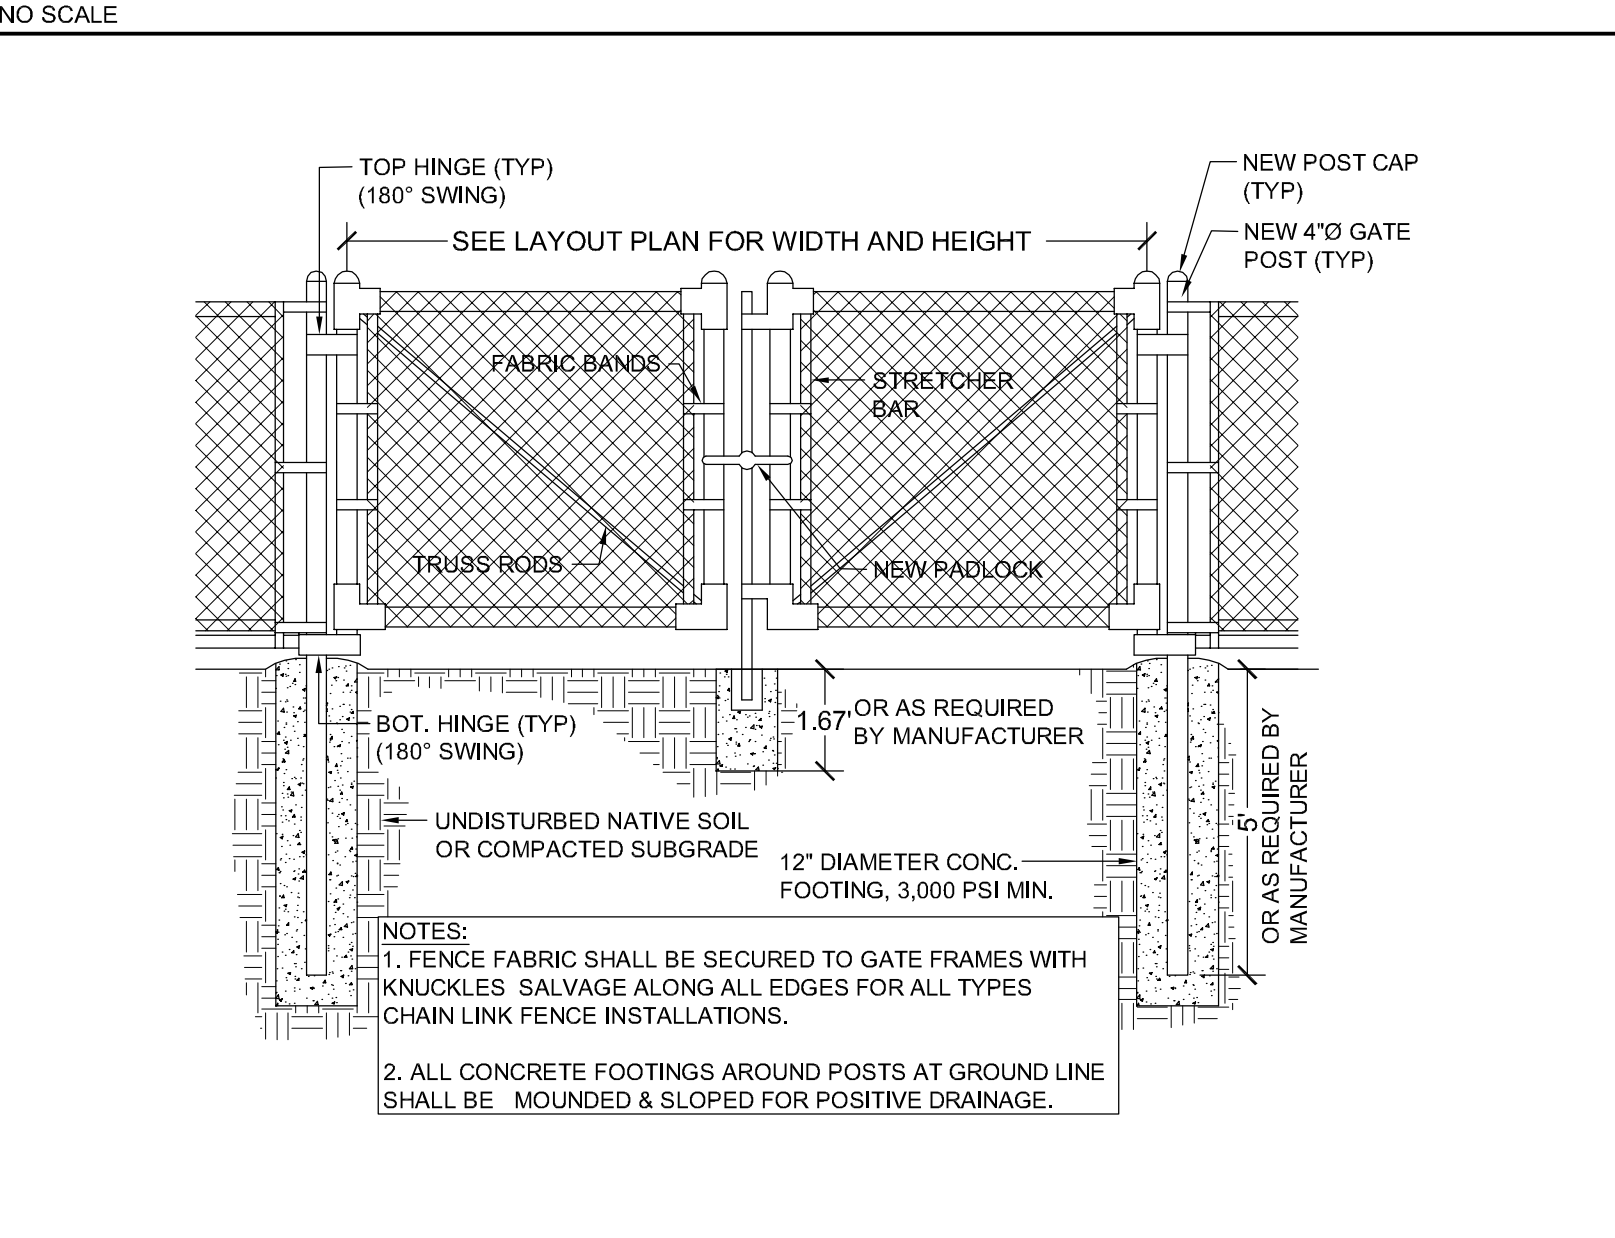 NO SCALE
TOP HINGE (TYP)
(180° SWING)
NEW POST CAP
(TYP)
SEE LAYOUT PLAN FOR WIDTH AND HEIGHT
NEW 4"Ø GATE
POST (TYP)
FABRIC BANDS
STRETCHER
BAR
TRUSS RODS
NEW PADLOCK
BOT. HINGE (TYP)
(180° SWING)
1.67'
OR AS REQUIRED
BY MANUFACTURER
5'
OR AS REQUIRED BY
MANUFACTURER
UNDISTURBED NATIVE SOIL
OR COMPACTED SUBGRADE
12" DIAMETER CONC.
FOOTING, 3,000 PSI MIN.
NOTES:
1. FENCE FABRIC SHALL BE SECURED TO GATE FRAMES WITH
KNUCKLES SALVAGE ALONG ALL EDGES FOR ALL TYPES
CHAIN LINK FENCE INSTALLATIONS.
2. ALL CONCRETE FOOTINGS AROUND POSTS AT GROUND LINE
SHALL BE MOUNDED & SLOPED FOR POSITIVE DRAINAGE.